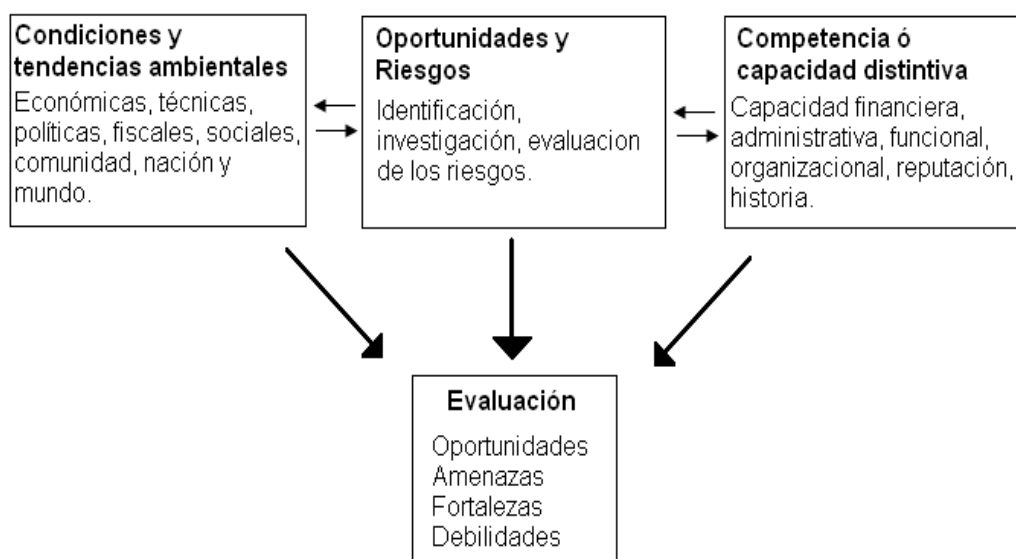 Condiciones y
tendencias ambientales
Económicas, técnicas,
políticas, fiscales, sociales,
comunidad, nación y
mundo.
Oportunidades y
Riesgos
Identificación,
investigación, evaluacion
de los riesgos.
Competencia ó
capacidad distintiva
Capacidad financiera,
administrativa, funcional,
organizacional, reputación,
historia.
Evaluación
Oportunidades
Amenazas
Fortalezas
Debilidades